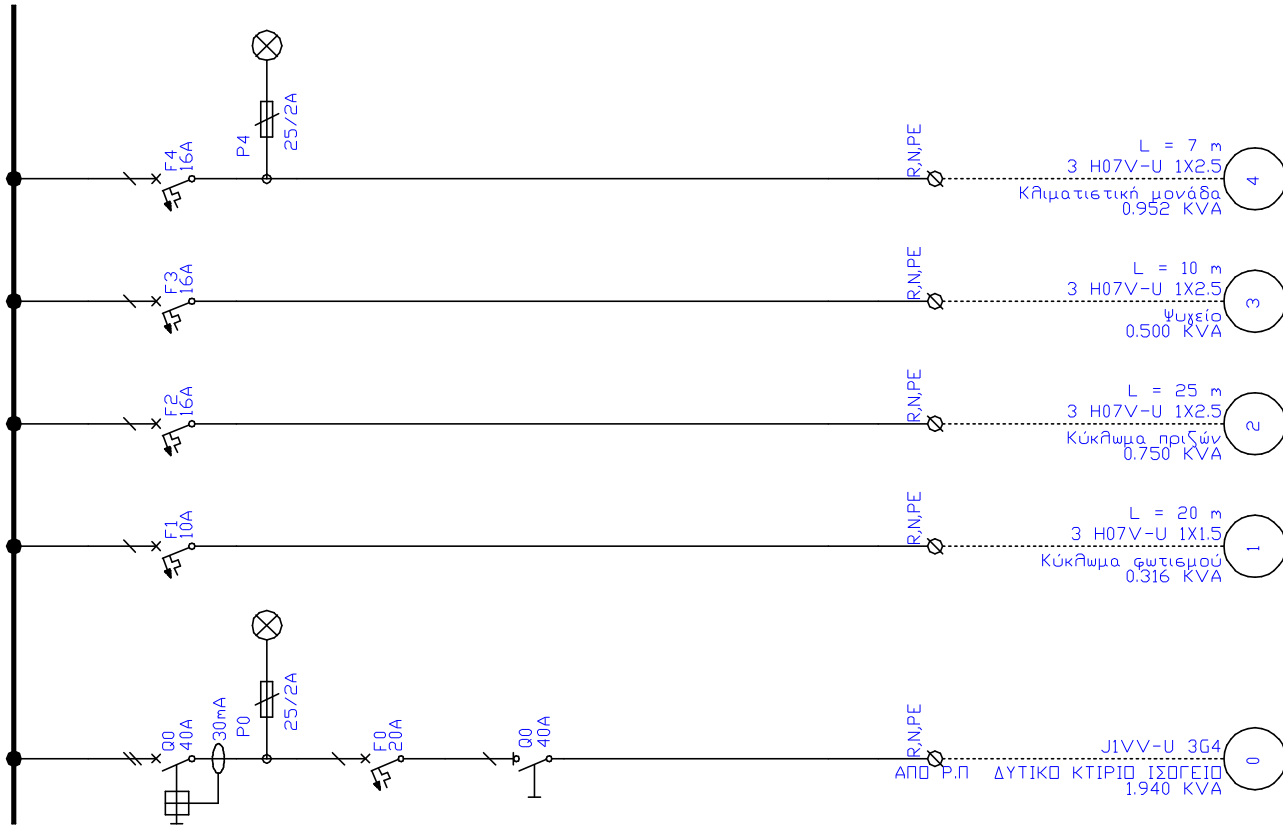 F4
16A
P4
25/2A
R,N,PE
L = 7 m
3 H07V-U 1X2.5
Κλιματιστική μονάδα
0.952 KVA
4
F3
16A
R,N,PE
L = 10 m
3 H07V-U 1X2.5
Ψυγείο
0.500 KVA
3
F2
16A
R,N,PE
L = 25 m
3 H07V-U 1X2.5
Κύκλωμα πριζών
0.750 KVA
2
F1
10A
R,N,PE
L = 20 m
3 H07V-U 1X1.5
Κύκλωμα φωτισμού
0.316 KVA
1
Q0
40A
30mA
P0
25/2A
F0
20A
Q0
40A
R,N,PE
J1VV-U 3G4
ΑΠΟ Ρ.Π ΔΥΤΙΚΟ ΚΤΙΡΙΟ ΙΣΟΓΕΙΟ
1.940 KVA
0